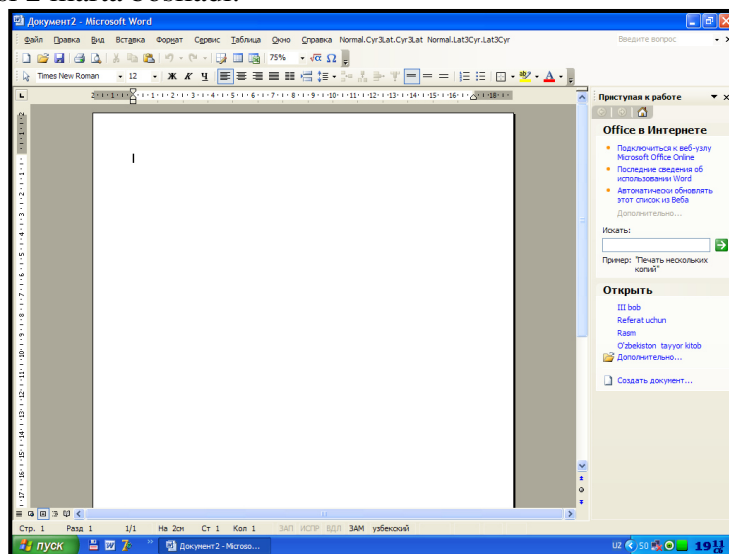 Документ2 - Microsoft Word
Файл Правка Вид Вставка Формат Сервис Таблица Окно Справка Normal.Cyr3Lat.Cyr3Lat Normal.Lat3Cyr.Lat3Cyr
Введите вопрос
75%
Times New Roman 12 Ж К Ч
Приступая к работе
Office в Интернете
Подключиться к веб-узлу
Microsoft Office Online
Последние сведения об
использовании Word
Автоматически обновлять
этот список из Веба
Дополнительно...
Искать:
Пример: "Печать нескольких
копий"
Открыть
III bob
Referat uchun
Rasm
O'zbekiston tayyor kitob
Дополнительно...
Создать документ...
Стр. 1 Разд 1 1/1 На 2см Ст 1 Кол 1 ЗАП ИСПР ВДЛ ЗАМ узбекский
пуск
Документ2 - Microso...
UZ